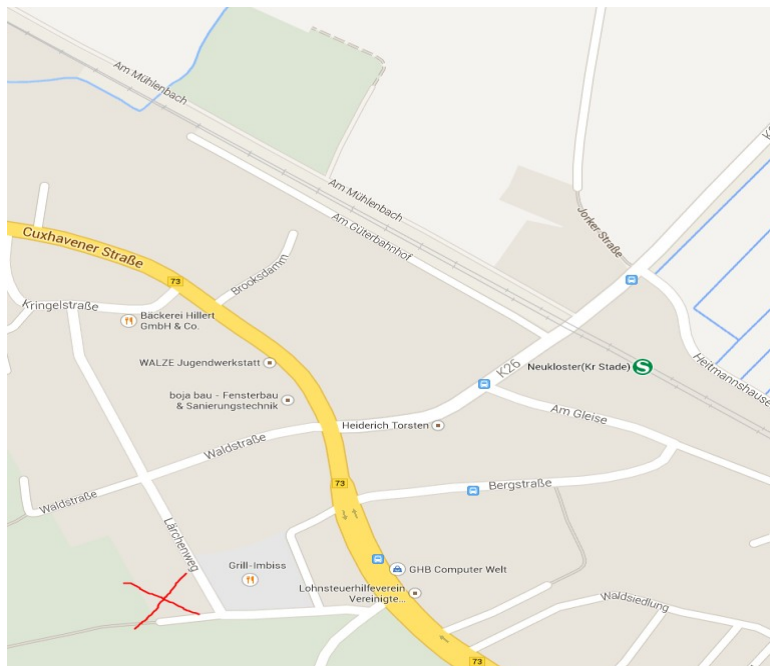 Am Mühlenbach
Am Mühlenbach
Am Güterbahnhof
Jorker Straße
Cuxhavener Straße
73
Brooksdamm
Kringelstraße
Bäckerei Hillert
GmbH & Co.
WALZE Jugendwerkstatt
K26
Neukloster(Kr Stade)
S
Heitmannshause
boja bau - Fensterbau
& Sanierungstechnik
Am Gleise
Heiderich Torsten
Waldstraße
73
Bergstraße
Waldstraße
Lärchenweg
Grill-Imbiss
GHB Computer Welt
Lohnsteuerhilfeverein
Vereinigte...
Waldsiedlung
73